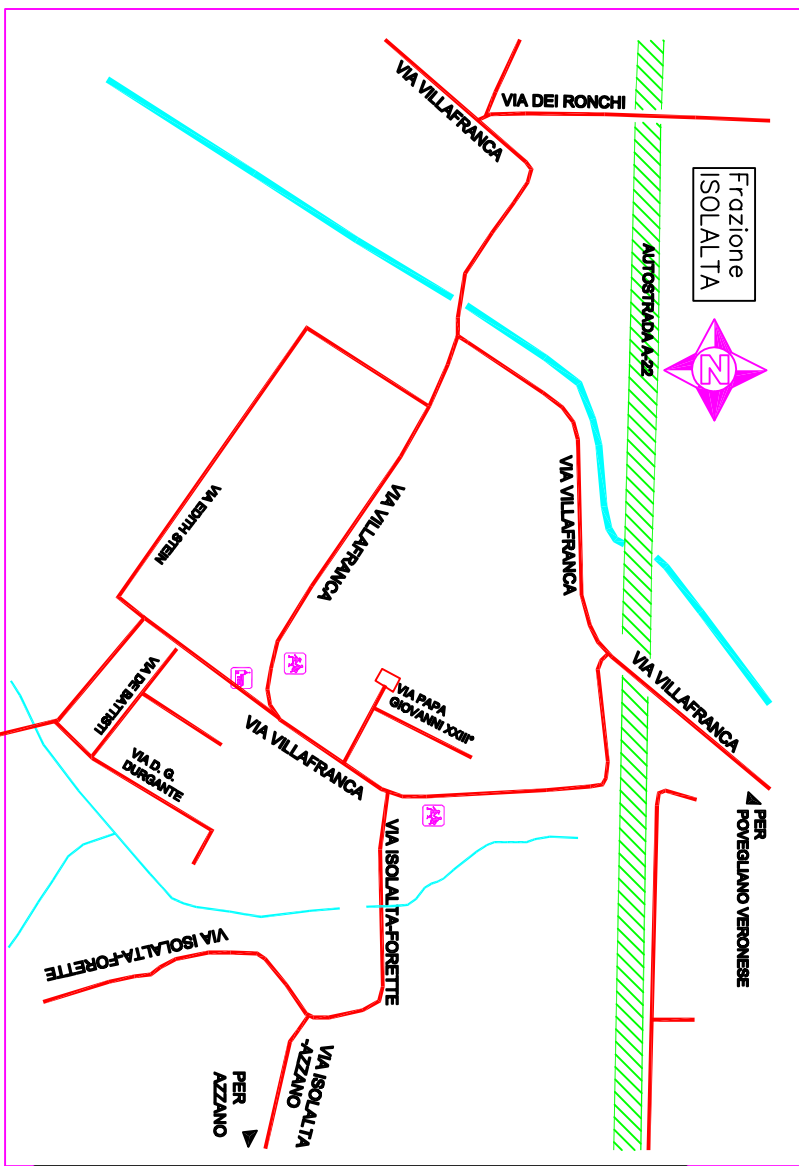 VIA VILLAFRANCA
VIA DEI RONCHI
Frazione
ISOLALTA
AUTOSTRADA A-22
N
VIA VILLAFRANCA
VIA VILLAFRANCA
VIA EDITH STEIN
VIA VILLAFRANCA
VIA PAPA
GIOVANNI XXIII°
VIA DE BATTISTI
VIA D. G.
DURGANTE
VIA VILLAFRANCA
PER
POVEGLIANO VERONESE
VIA ISOLALTA-FORETTE
VIA ISOLALTA-FORETTE
VIA ISOLALTA
-AZZANO
PER
AZZANO